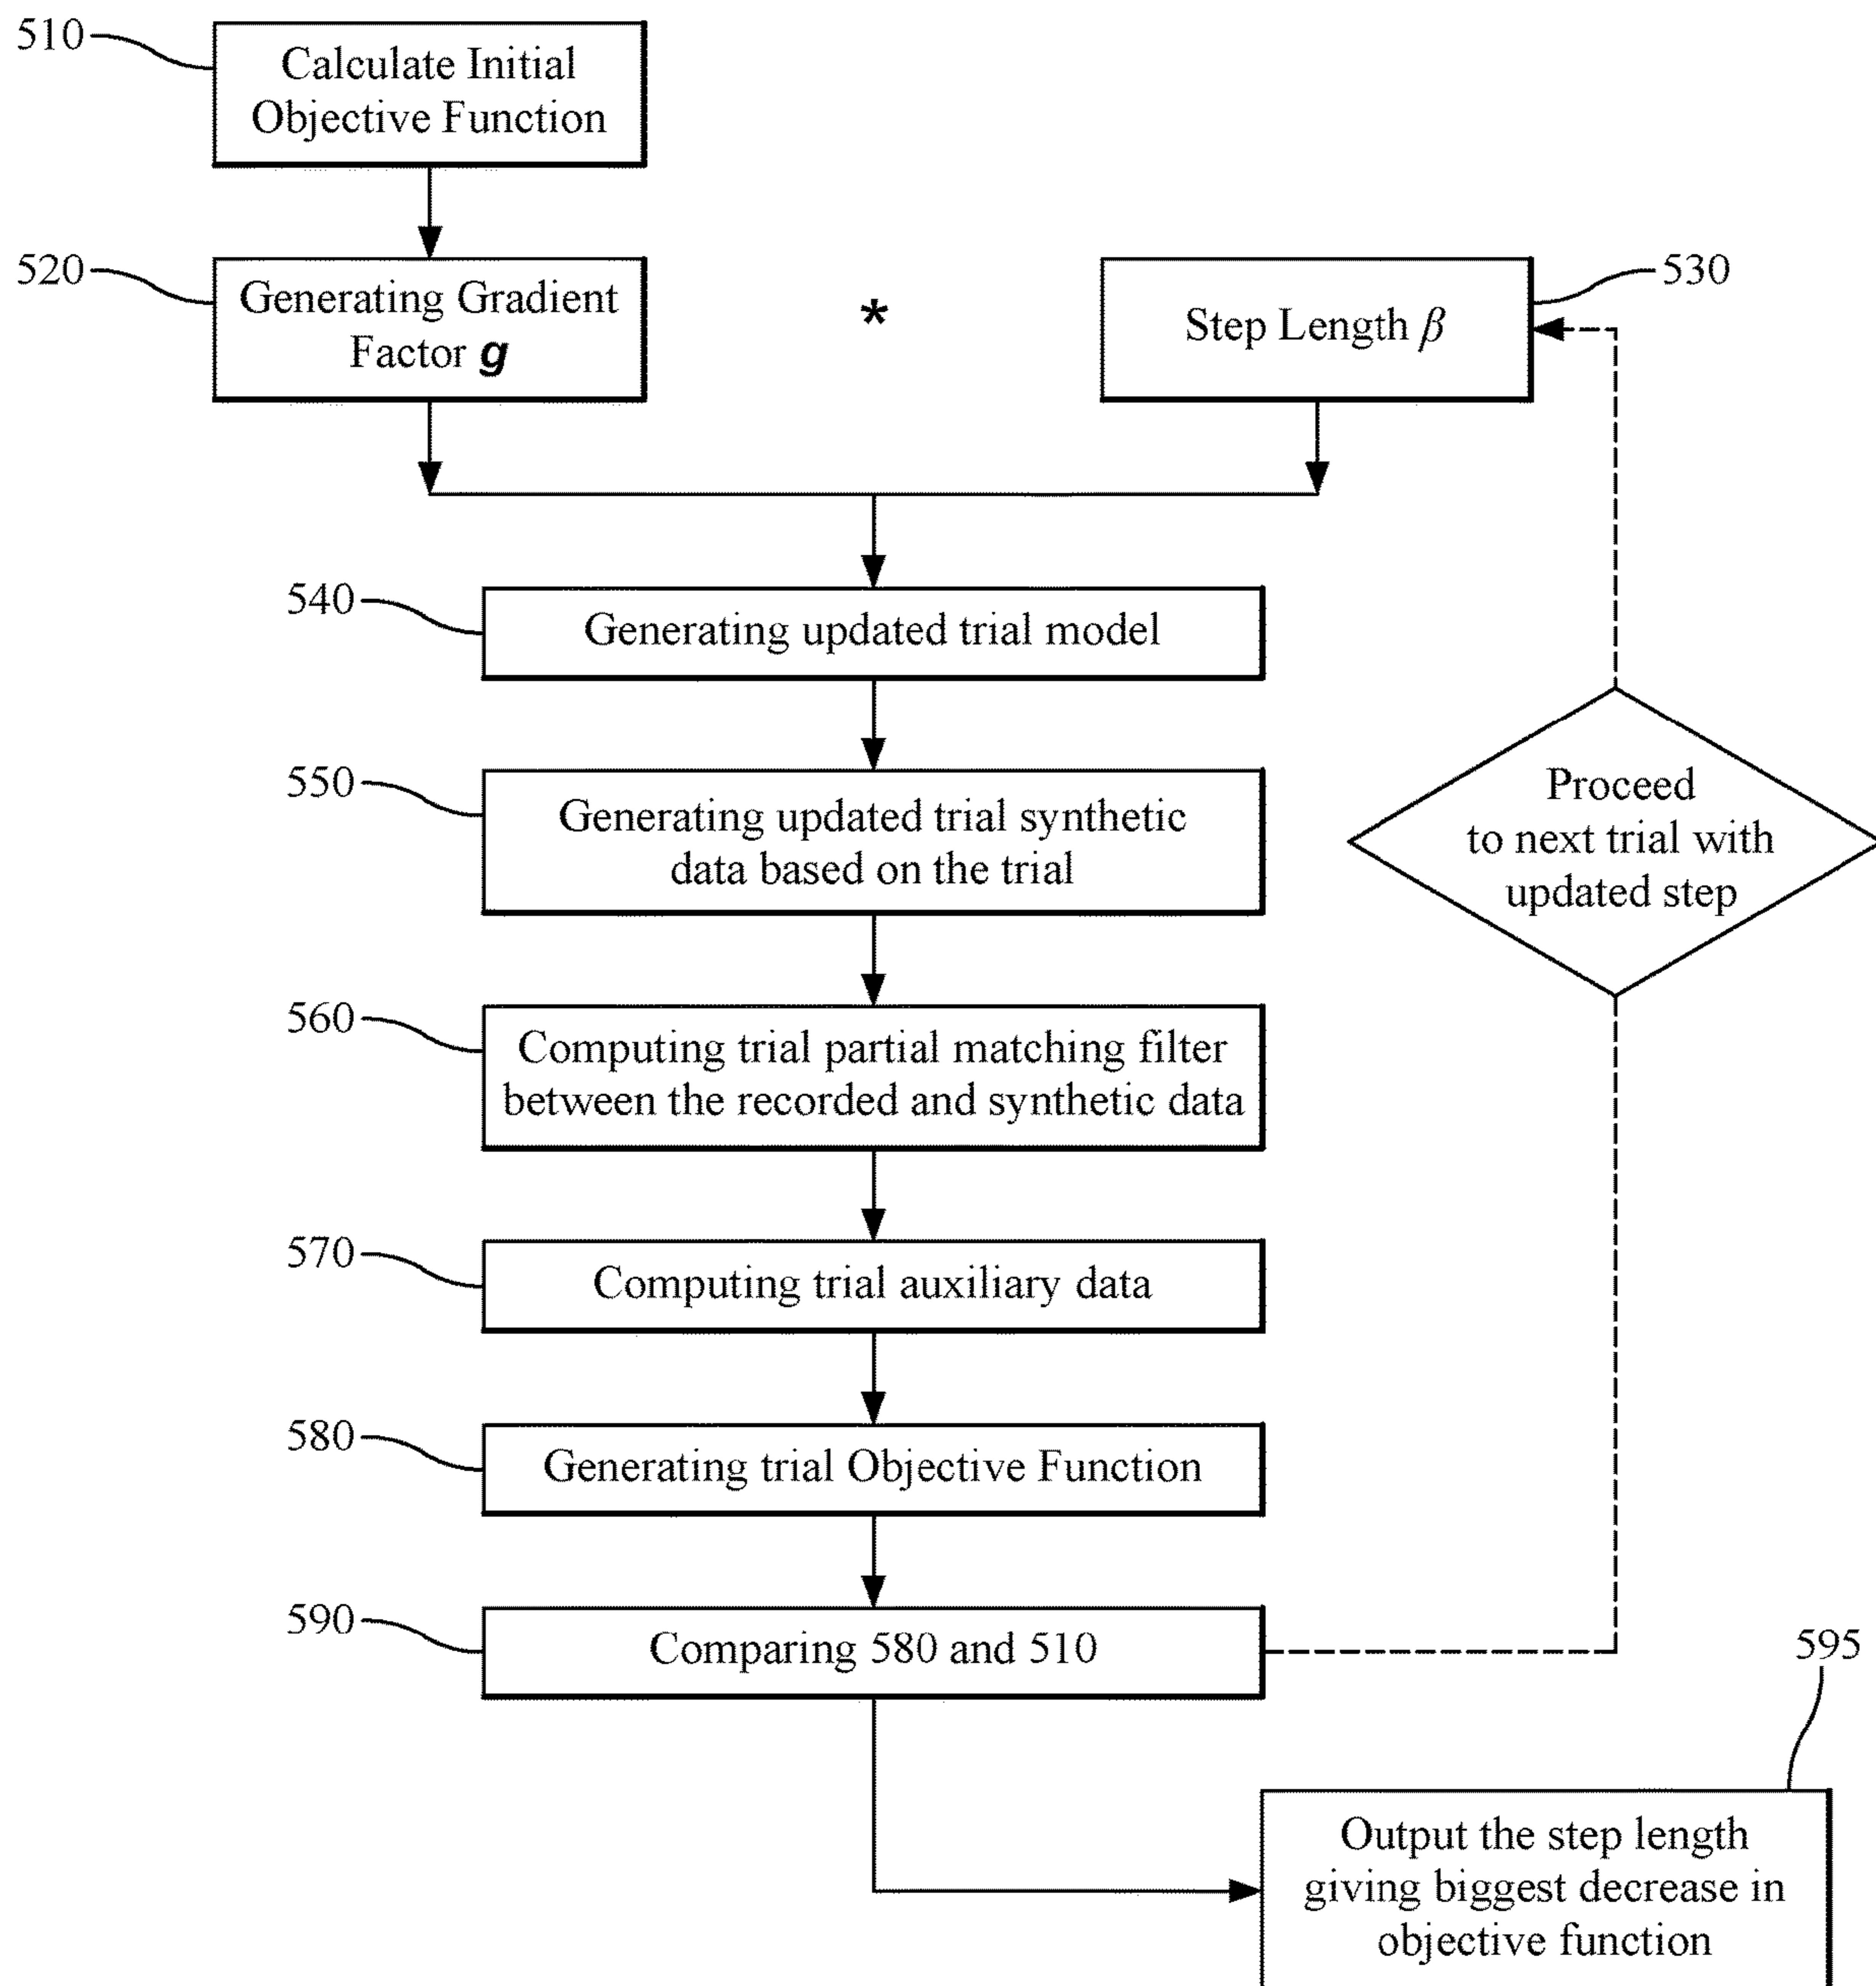 510
Calculate Initial
Objective Function
520
Generating Gradient
Factor g
*
Step Length β
530
540
Generating updated trial model
550
Generating updated trial synthetic
data based on the trial
Proceed
to next trial with
updated step
560
Computing trial partial matching filter
between the recorded and synthetic data
570
Computing trial auxiliary data
580
Generating trial Objective Function
590
Comparing 580 and 510
595
Output the step length
giving biggest decrease in
objective function